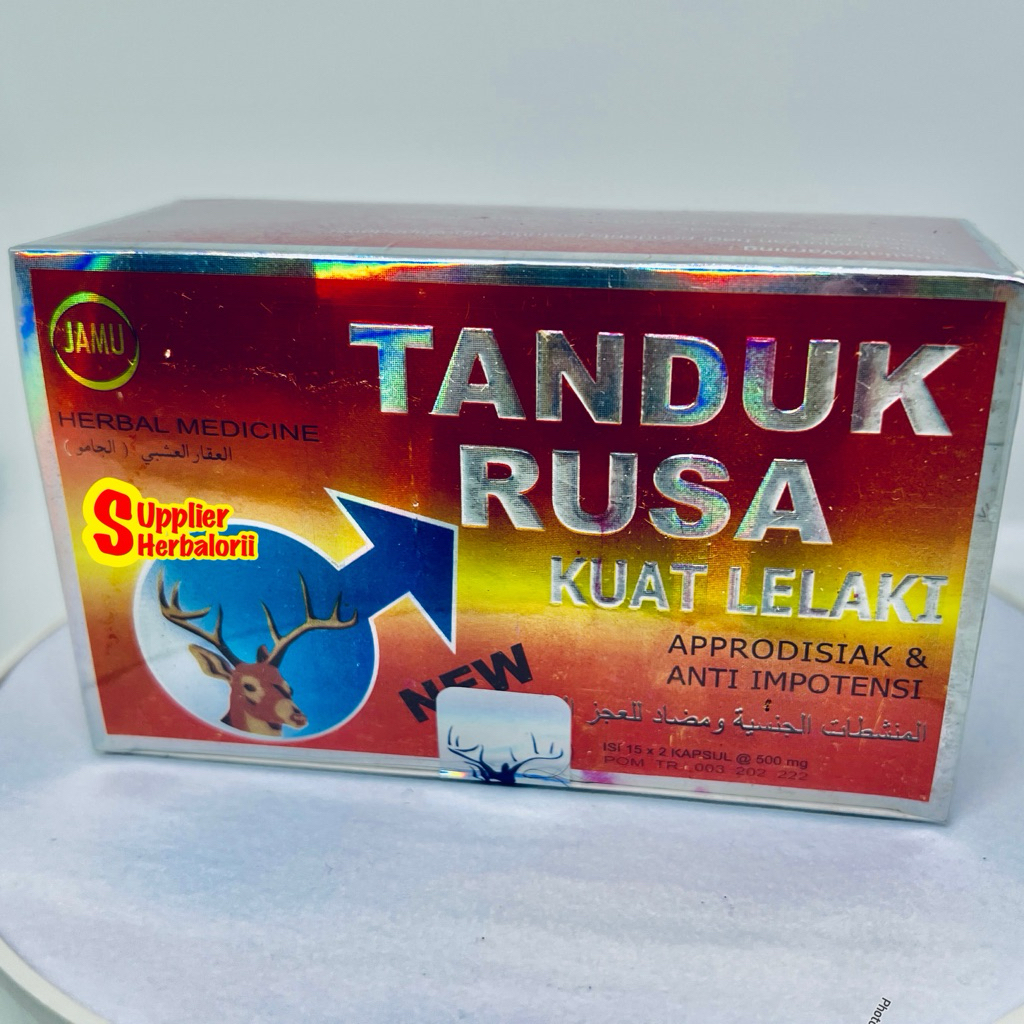 JAMU
TANDUK
RUSA
KUAT LELAKI
HERBAL MEDICINE
العقار العشبي ( الجامو )
SUpplier
Herbalorii
APPRODISIAK &
ANTI IMPOTENSI
المنشطات الجنسية ومضاد للعجز
NEW
ISI 15 x 2 KAPSUL @ 500 mg
POM TR. 003 202 222
Photo